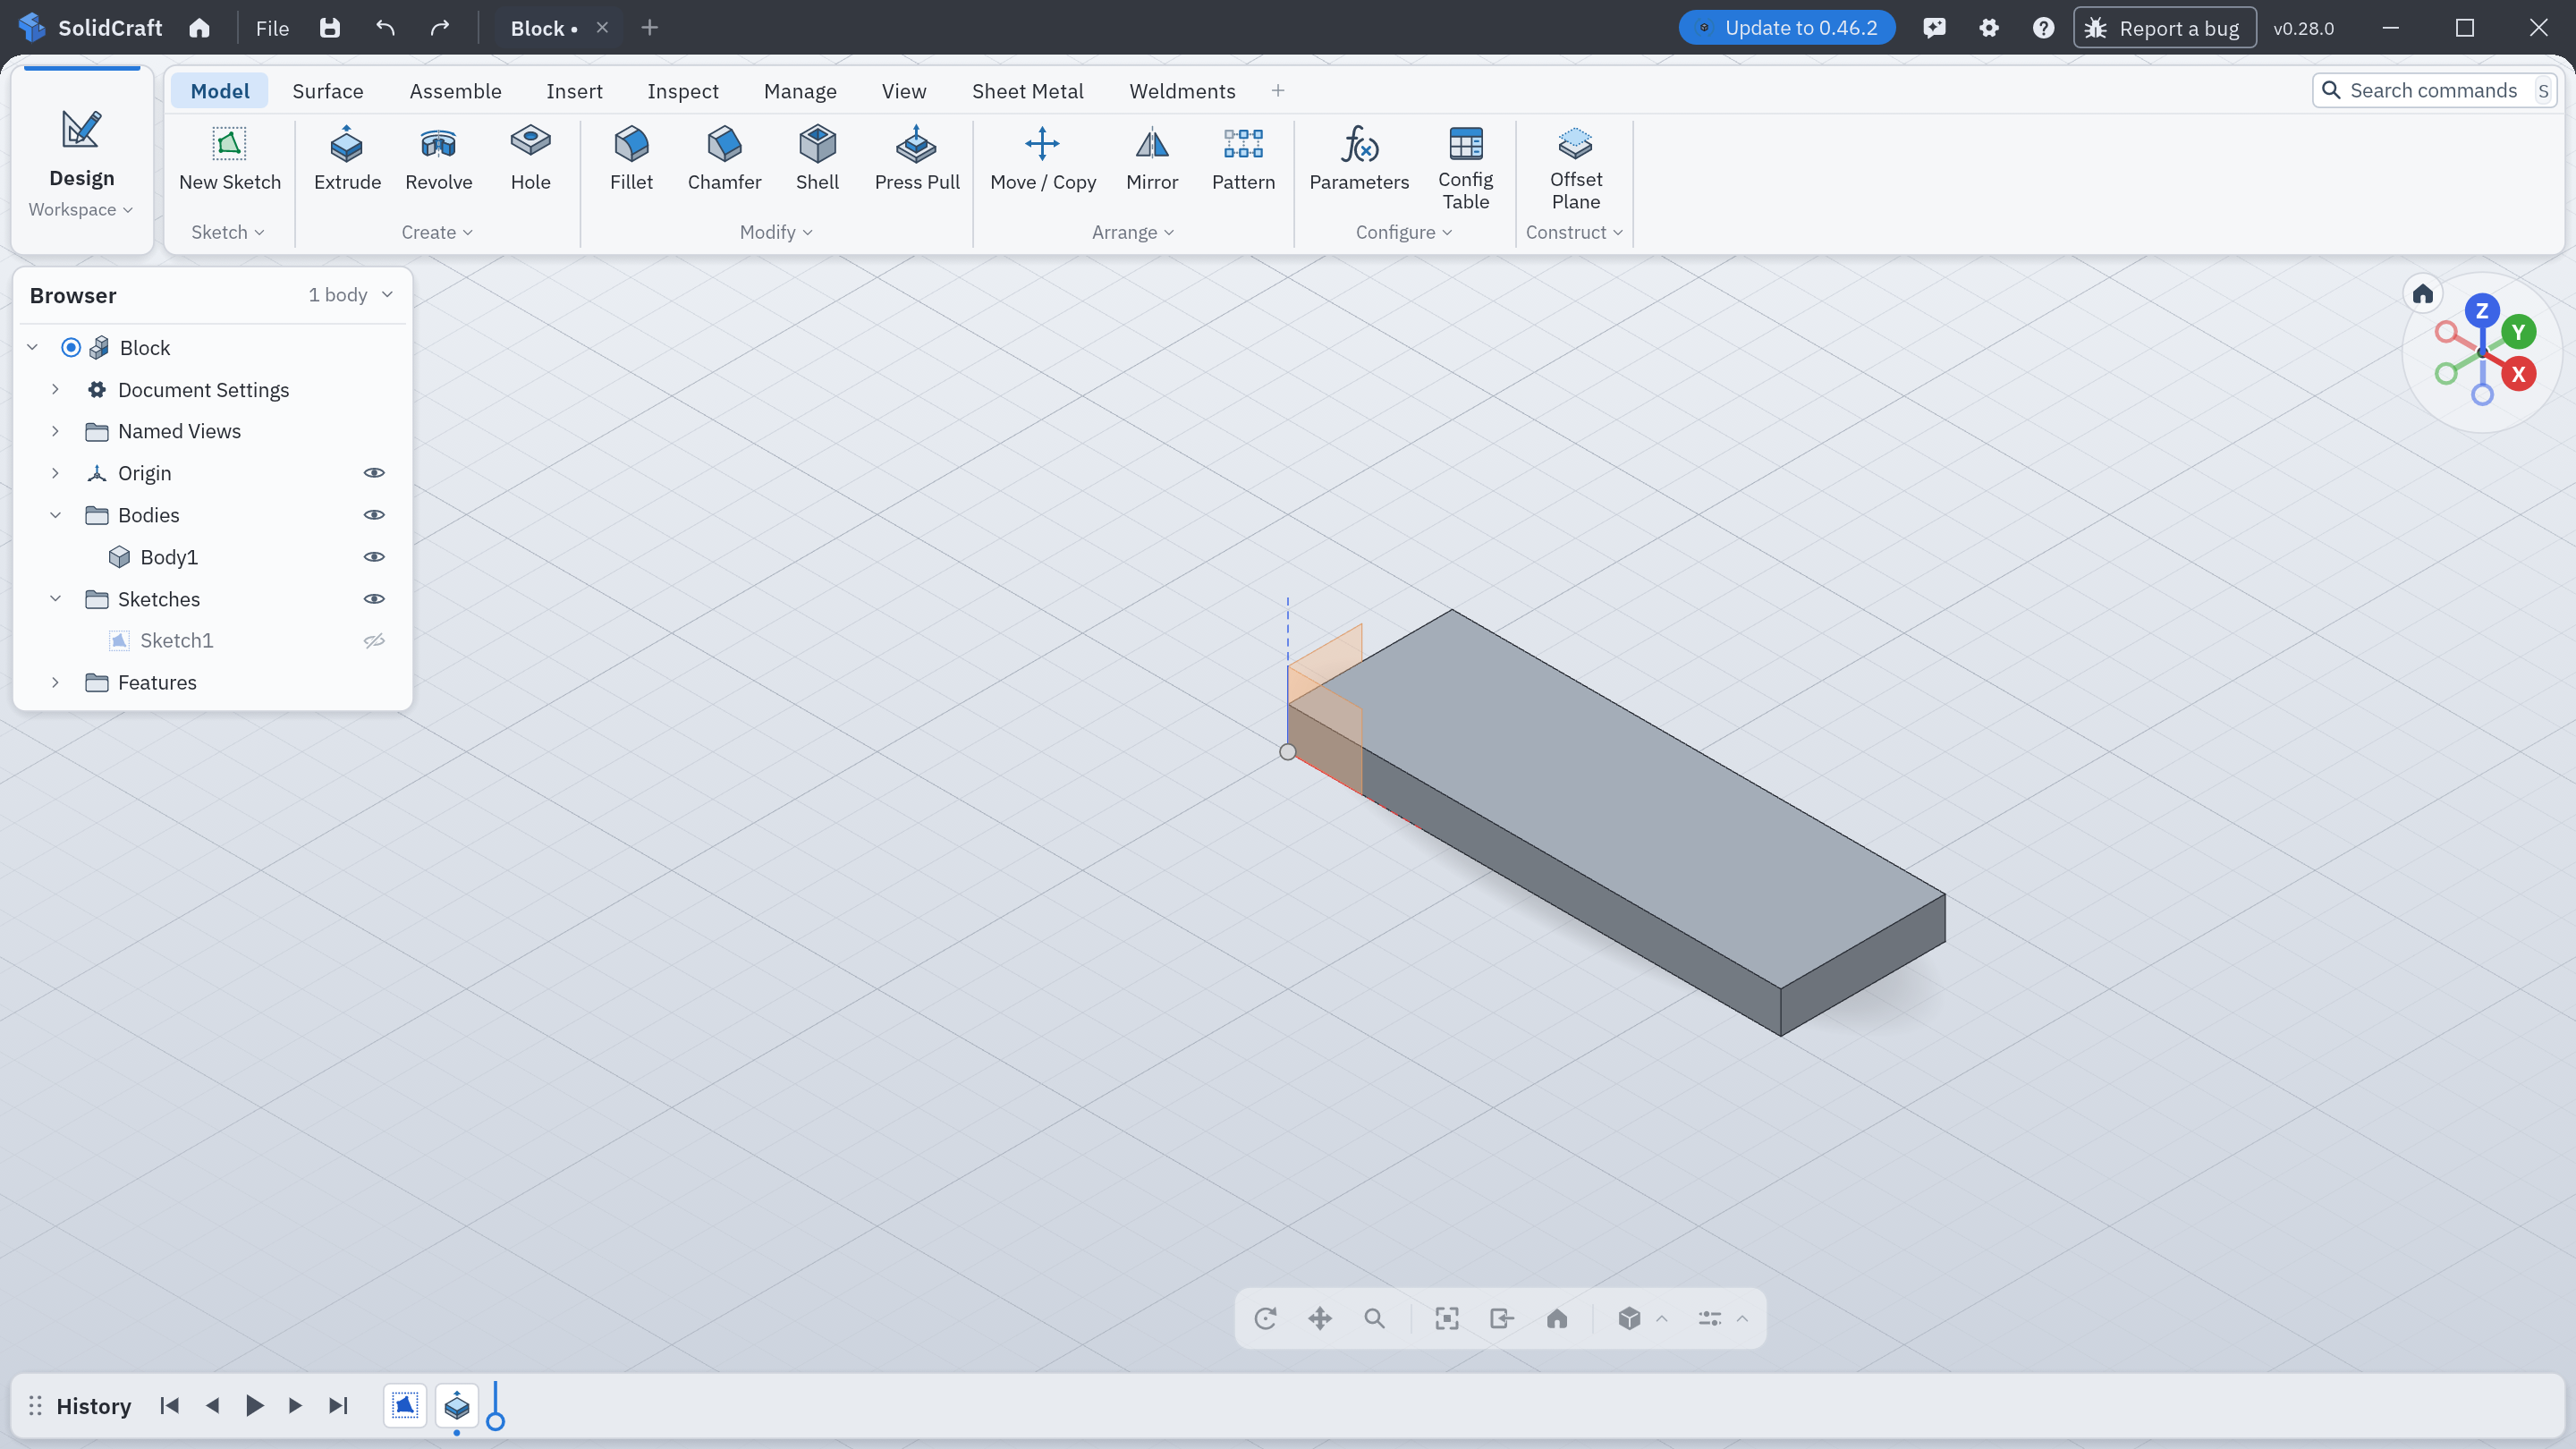 SolidCraft File Block • Update to 0.46.2 Report a bug v0.28.0
Model Surface Assemble Insert Inspect Manage View Sheet Metal Weldments Search commands S
Design
Workspace
New Sketch Extrude Revolve Hole Fillet Chamfer Shell Press Pull Move / Copy Mirror Pattern Parameters Config Table Offset Plane
Sketch Create Modify Arrange Configure Construct
Browser 1 body
Block
Document Settings
Named Views
Origin
Bodies
Body1
Sketches
Sketch1
Features
Z
Y
X
History